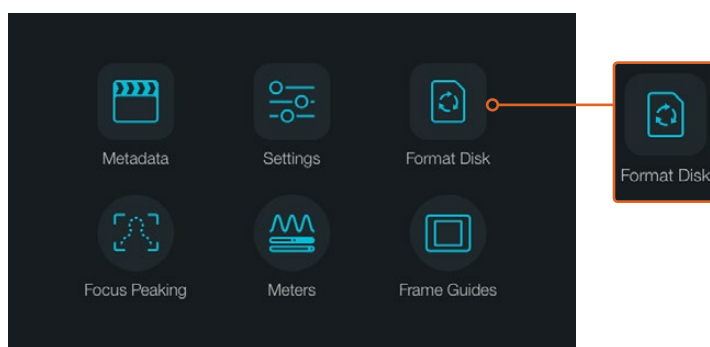 Metadata Settings Format Disk
Format Disk
Focus Peaking Meters Frame Guides